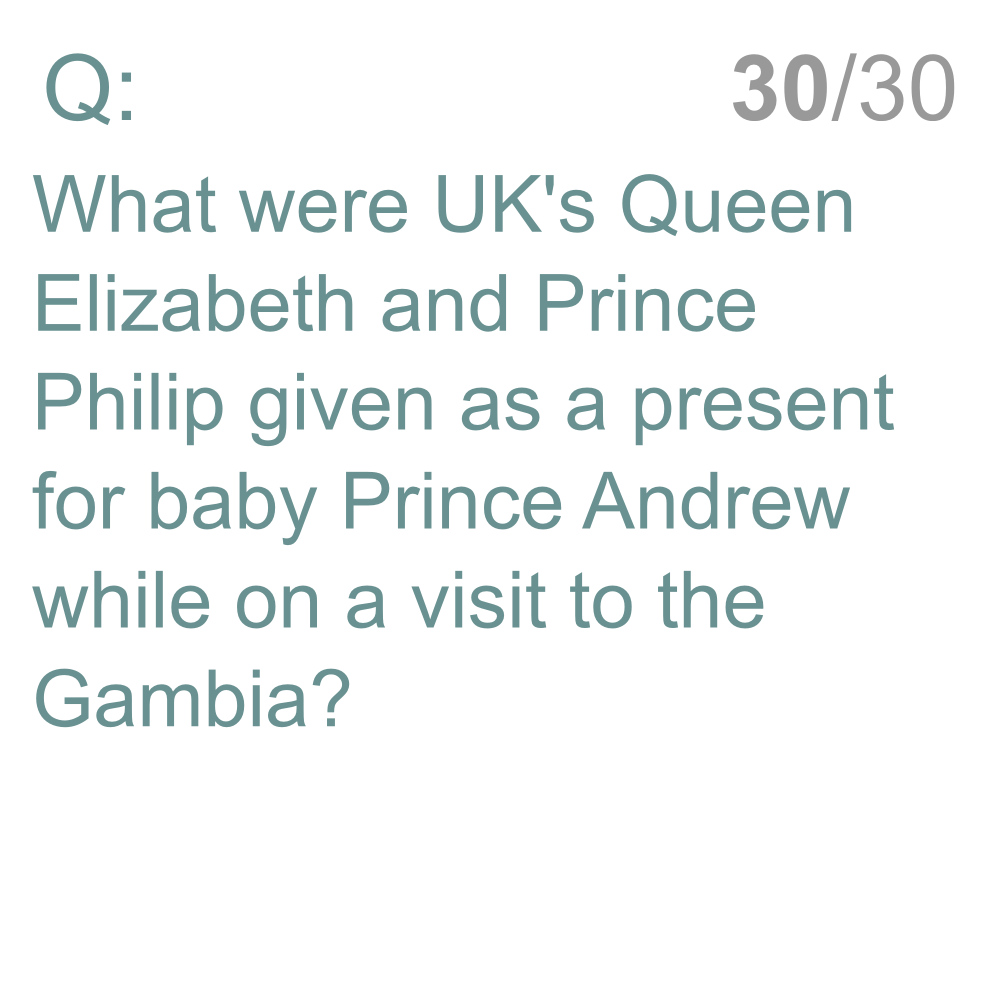 Q:
30/30
What were UK's Queen
Elizabeth and Prince
Philip given as a present
for baby Prince Andrew
while on a visit to the
Gambia?